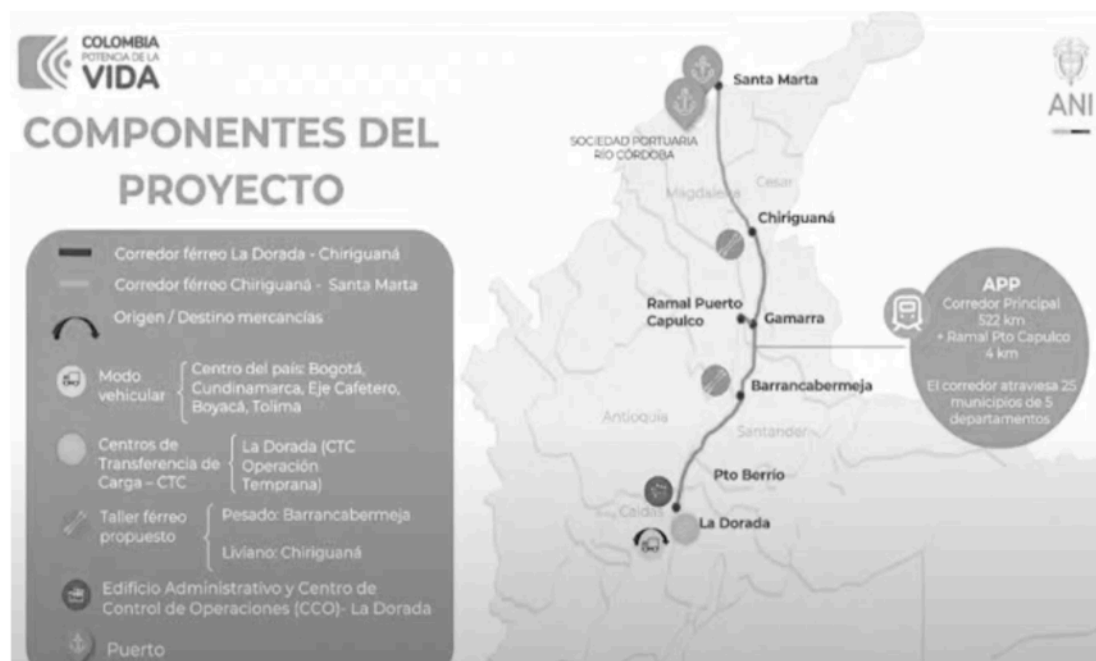 COLOMBIA
POTENCIA DE LA
VIDA
COMPONENTES DEL
PROYECTO
Corredor férreo La Dorada - Chiriguaná
Corredor férreo Chiriguaná - Santa Marta
Origen / Destino mercancías
Modo
vehicular
Centro del país: Bogotá,
Cundinamarca, Eje Cafetero,
Boyacá, Tolima
Centros de
Transferencia de
Carga – CTC
La Dorada (CTC
Operación
Temprana)
Taller férreo
propuesto
Pesado: Barrancabermeja
Liviano: Chiriguaná
Edificio Administrativo y Centro de
Control de Operaciones (CCO)- La Dorada
Puerto
Santa Marta
SOCIEDAD PORTUARIA
RÍO CÓRDOBA
Magdalena
Cesar
Chiriguaná
Ramal Puerto
Capulco
Gamarra
Barrancabermeja
Antioquia
Santander
Pto Berrío
Caldas
La Dorada
ANI
APP
Corredor Principal
522 km
+ Ramal Pto Capulco
4 km
El corredor atraviesa 25
municipios de 5
departamentos